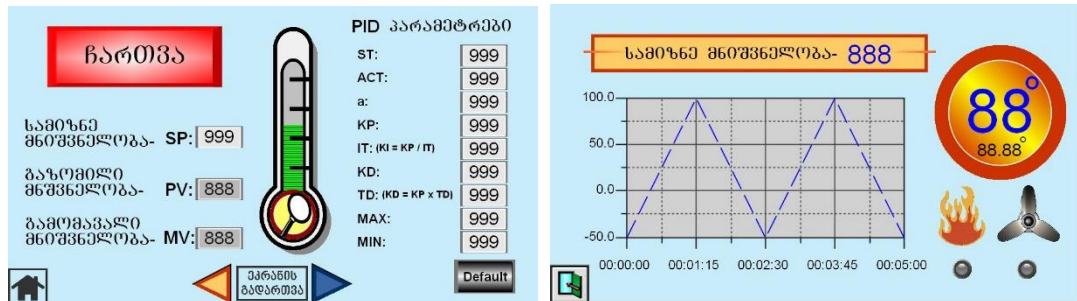 ჩართვა
სამიზნე
მნიშვნელობა- SP: 999
გაზომილი
მნშვნელობა- PV: 888
გამომავალი
მნიშვნელობა- MV: 888
ეკრანის
გადართვა
PID პარამეტრები
ST: 999
ACT: 999
a: 999
KP: 999
IT: (KI = KP / IT) 999
KD: 999
TD: (KD = KP x TD) 999
MAX: 999
MIN: 999
Default
სამიზნე მნიშვნელობა- 888
100.0
50.0
0.0
-50.0
00:00:00 00:01:15 00:02:30 00:03:45 00:05:00
88°
88.88°